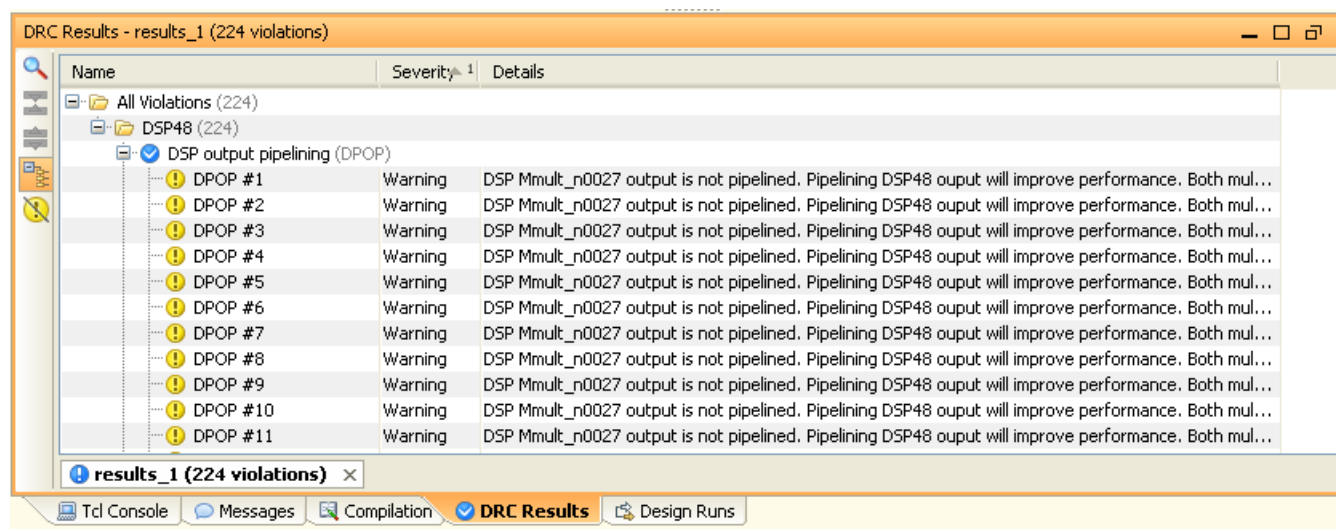 DRC Results - results_1 (224 violations)
Name Severity 1 Details
All Violations (224)
DSP48 (224)
DSP output pipelining (DPOP)
DPOP #1 Warning DSP Mmult_n0027 output is not pipelined. Pipelining DSP48 ouput will improve performance. Both mul...
DPOP #2 Warning DSP Mmult_n0027 output is not pipelined. Pipelining DSP48 ouput will improve performance. Both mul...
DPOP #3 Warning DSP Mmult_n0027 output is not pipelined. Pipelining DSP48 ouput will improve performance. Both mul...
DPOP #4 Warning DSP Mmult_n0027 output is not pipelined. Pipelining DSP48 ouput will improve performance. Both mul...
DPOP #5 Warning DSP Mmult_n0027 output is not pipelined. Pipelining DSP48 ouput will improve performance. Both mul...
DPOP #6 Warning DSP Mmult_n0027 output is not pipelined. Pipelining DSP48 ouput will improve performance. Both mul...
DPOP #7 Warning DSP Mmult_n0027 output is not pipelined. Pipelining DSP48 ouput will improve performance. Both mul...
DPOP #8 Warning DSP Mmult_n0027 output is not pipelined. Pipelining DSP48 ouput will improve performance. Both mul...
DPOP #9 Warning DSP Mmult_n0027 output is not pipelined. Pipelining DSP48 ouput will improve performance. Both mul...
DPOP #10 Warning DSP Mmult_n0027 output is not pipelined. Pipelining DSP48 ouput will improve performance. Both mul...
DPOP #11 Warning DSP Mmult_n0027 output is not pipelined. Pipelining DSP48 ouput will improve performance. Both mul...
results_1 (224 violations)
Tcl Console Messages Compilation DRC Results Design Runs